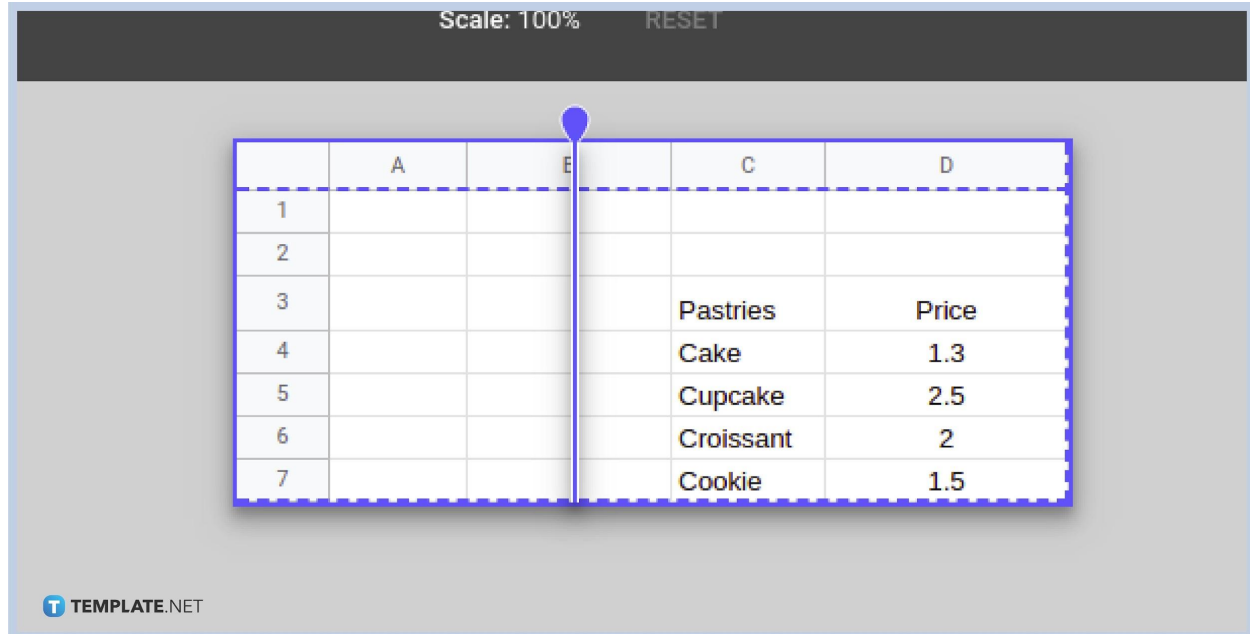 Scale: 100% RESET
A B C D
1
2
3 Pastries Price
4 Cake 1.3
5 Cupcake 2.5
6 Croissant 2
7 Cookie 1.5
T TEMPLATE.NET